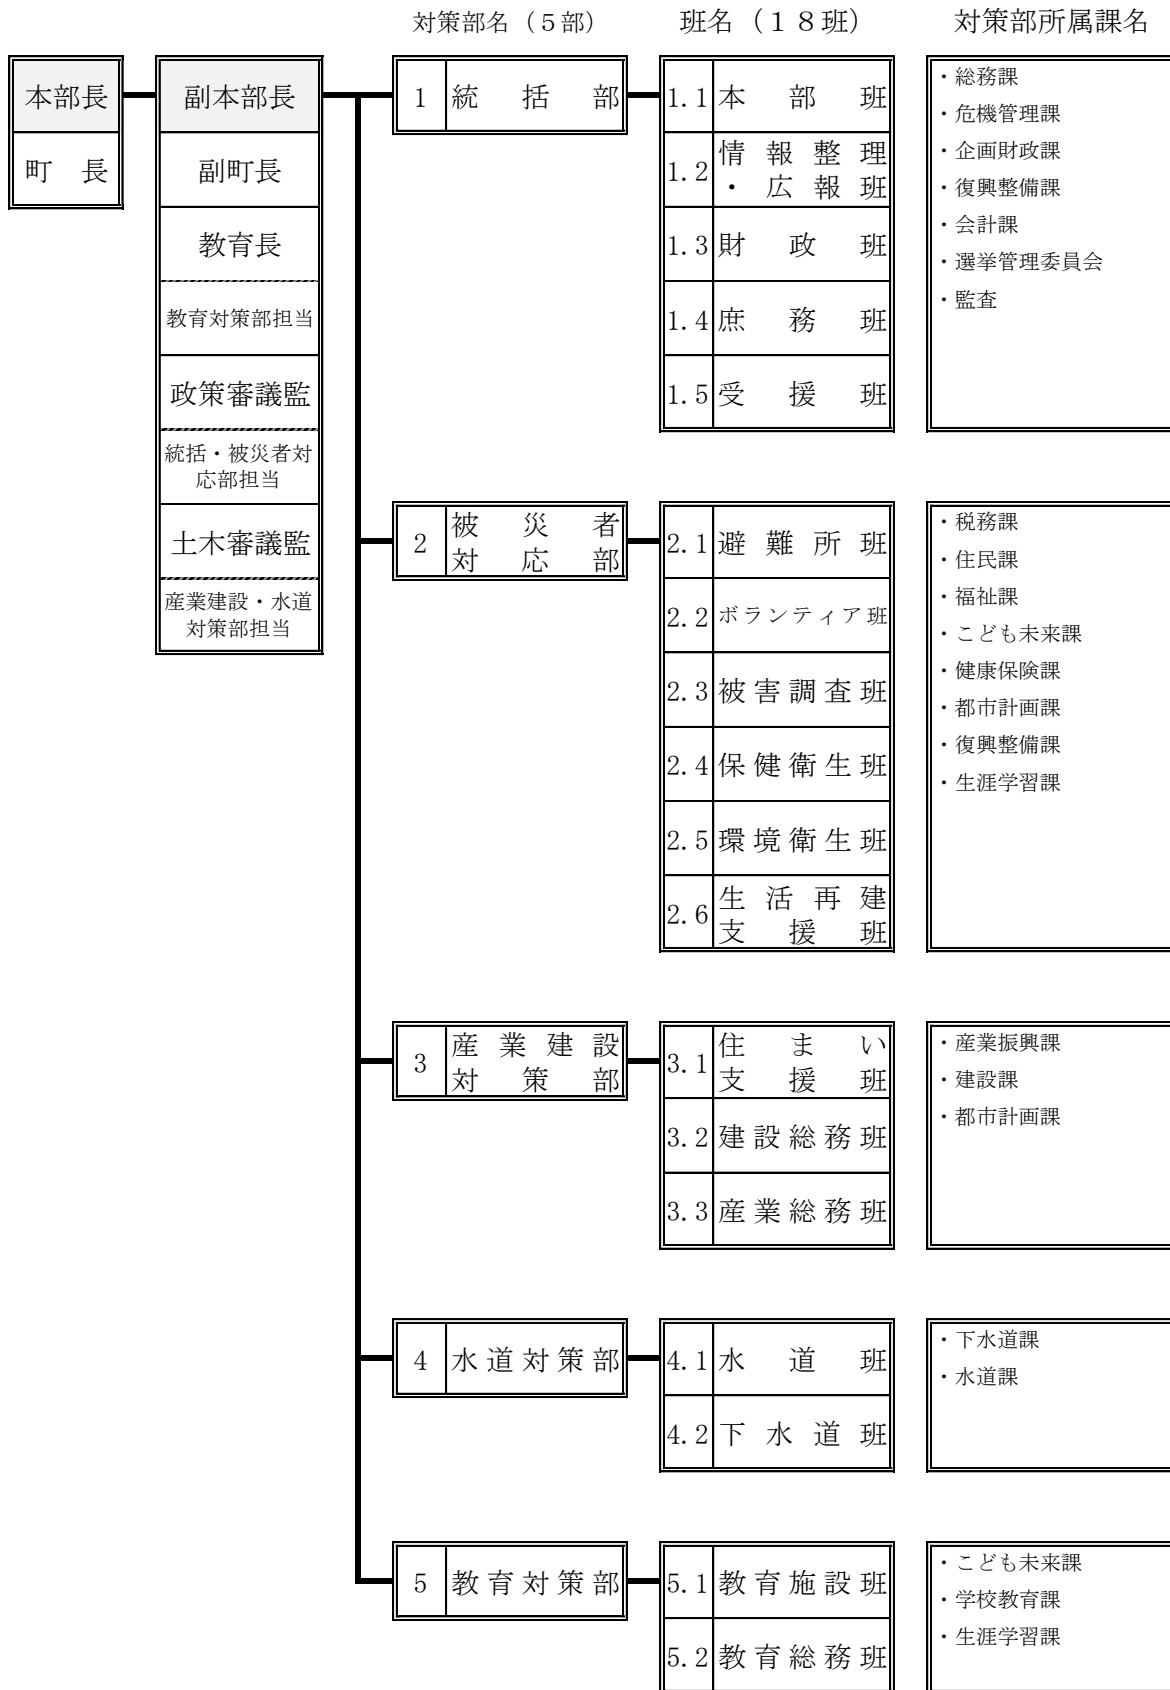 対策部名（５部）
班名（１８班）
対策部所属課名
本部長
町　長
副本部長
副町長
教育長
教育対策部担当
政策審議監
統括・被災者対
応部担当
土木審議監
産業建設・水道
対策部担当
1 統括部
1.1 本部班
1.2 情報整理
・広報班
1.3 財政班
1.4 庶務班
1.5 受援班
・総務課
・危機管理課
・企画財政課
・復興整備課
・会計課
・選挙管理委員会
・監査
2 被災者
対応部
2.1 避難所班
2.2 ボランティア班
2.3 被害調査班
2.4 保健衛生班
2.5 環境衛生班
2.6 生活再建
支援班
・税務課
・住民課
・福祉課
・こども未来課
・健康保険課
・都市計画課
・復興整備課
・生涯学習課
3 産業建設
対策部
3.1 住まい
支援班
3.2 建設総務班
3.3 産業総務班
・産業振興課
・建設課
・都市計画課
4 水道対策部
4.1 水道班
4.2 下水道班
・下水道課
・水道課
5 教育対策部
5.1 教育施設班
5.2 教育総務班
・こども未来課
・学校教育課
・生涯学習課